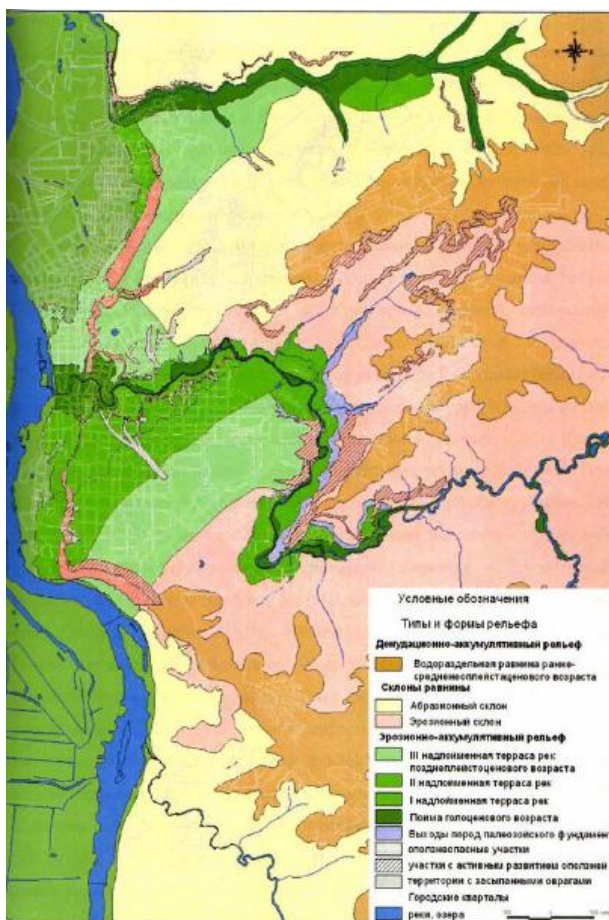 Условные обозначения
Типы и формы рельефа
Денудационно-аккумулятивный рельеф
Водораздельная равнина ранне-
среднеплейстаценового возраста
Склоны равнины
Абразионный склон
Эрозионный склон
Эрозионно-аккумулятивный рельеф
III надпойменная терраса рек
позднеплейстоценового возраста
II надпойменная терраса рек
I надпойменная терраса рек
Пойма голоценового возраста
Выходы пород палеозойского фундамент
оползнеопасные участки
участки с активным развитием оползней
территории с засыпанными оврагами
Городские кварталы
реки, озера